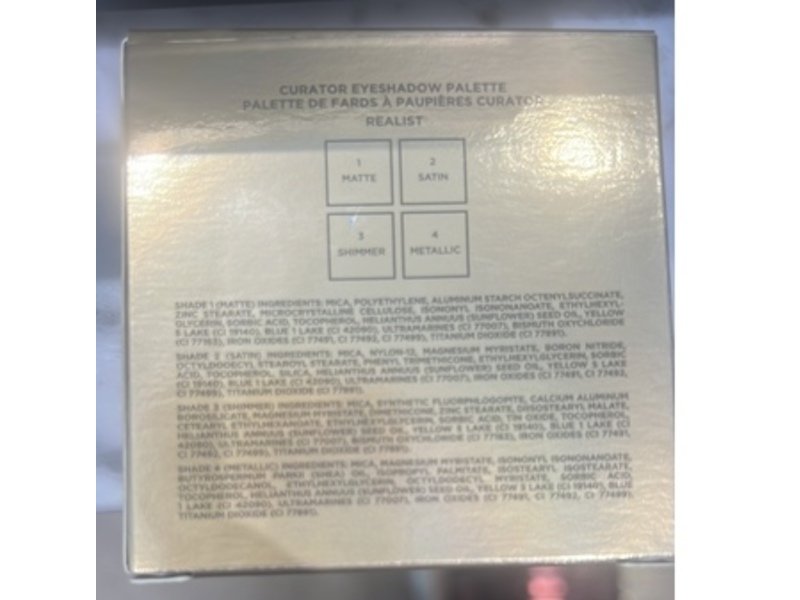 CURATOR EYESHADOW PALETTE
PALETTE DE FARDS À PAUPIÈRES CURATOR
REALIST
1
MATTE
2
SATIN
3
SHIMMER
4
METALLIC
SHADE 1 (MATTE) INGREDIENTS: MICA, POLYETHYLENE, ALUMINUM STARCH OCTENYLSUCCINATE,
ZINC STEARATE, MICROCRYSTALLINE CELLULOSE, ISONONYL ISONONANOATE, ETHYLHEXYL-
GLYCERIN, SORBIC ACID, TOCOPHEROL, HELIANTHUS ANNUUS (SUNFLOWER) SEED OIL, YELLOW
5 LAKE (CI 19140), BLUE 1 LAKE (CI 42090), ULTRAMARINES (CI 77007), BISMUTH OXYCHLORIDE
(CI 77163), IRON OXIDES (CI 77491, CI 77492, CI 77499), TITANIUM DIOXIDE (CI 77891).
SHADE 2 (SATIN) INGREDIENTS: MICA, NYLON-12, MAGNESIUM MYRISTATE, BORON NITRIDE,
OCTYLDODECYL STEAROYL STEARATE, PHENYL TRIMETHICONE, ETHYLHEXYLGLYCERIN, SORBIC
ACID, TOCOPHEROL, SILICA, HELIANTHUS ANNUUS (SUNFLOWER) SEED OIL, YELLOW 5 LAKE
(CI 19140), BLUE 1 LAKE (CI 42090), ULTRAMARINES (CI 77007), IRON OXIDES (CI 77491, CI 77492,
CI 77499), TITANIUM DIOXIDE (CI 77891).
SHADE 3 (SHIMMER) INGREDIENTS: MICA, SYNTHETIC FLUORPHLOGOPITE, CALCIUM ALUMINUM
BOROSILICATE, MAGNESIUM MYRISTATE, DIMETHICONE, ZINC STEARATE, DIISOSTEARYL MALATE,
CETEARYL ETHYLHEXANOATE, ETHYLHEXYLGLYCERIN, SORBIC ACID, TIN OXIDE, TOCOPHEROL,
HELIANTHUS ANNUUS (SUNFLOWER) SEED OIL, YELLOW 5 LAKE (CI 19140), BLUE 1 LAKE (CI
42090), ULTRAMARINES (CI 77007), BISMUTH OXYCHLORIDE (CI 77163), IRON OXIDES (CI 77491,
CI 77492, CI 77499), TITANIUM DIOXIDE (CI 77891).
SHADE 4 (METALLIC) INGREDIENTS: MICA, MAGNESIUM MYRISTATE, ISONONYL ISONONANOATE,
BUTYROSPERMUM PARKII (SHEA) OIL, ISOPROPYL PALMITATE, ISOSTEARYL ISOSTEARATE,
OCTYLDODECANOL, ETHYLHEXYLGLYCERIN, OCTYLDODECYL MYRISTATE, SORBIC ACID,
TOCOPHEROL, HELIANTHUS ANNUUS (SUNFLOWER) SEED OIL, YELLOW 5 LAKE (CI 19140), BLUE
1 LAKE (CI 42090), ULTRAMARINES (CI 77007), IRON OXIDES (CI 77491, CI 77492, CI 77499),
TITANIUM DIOXIDE (CI 77891).